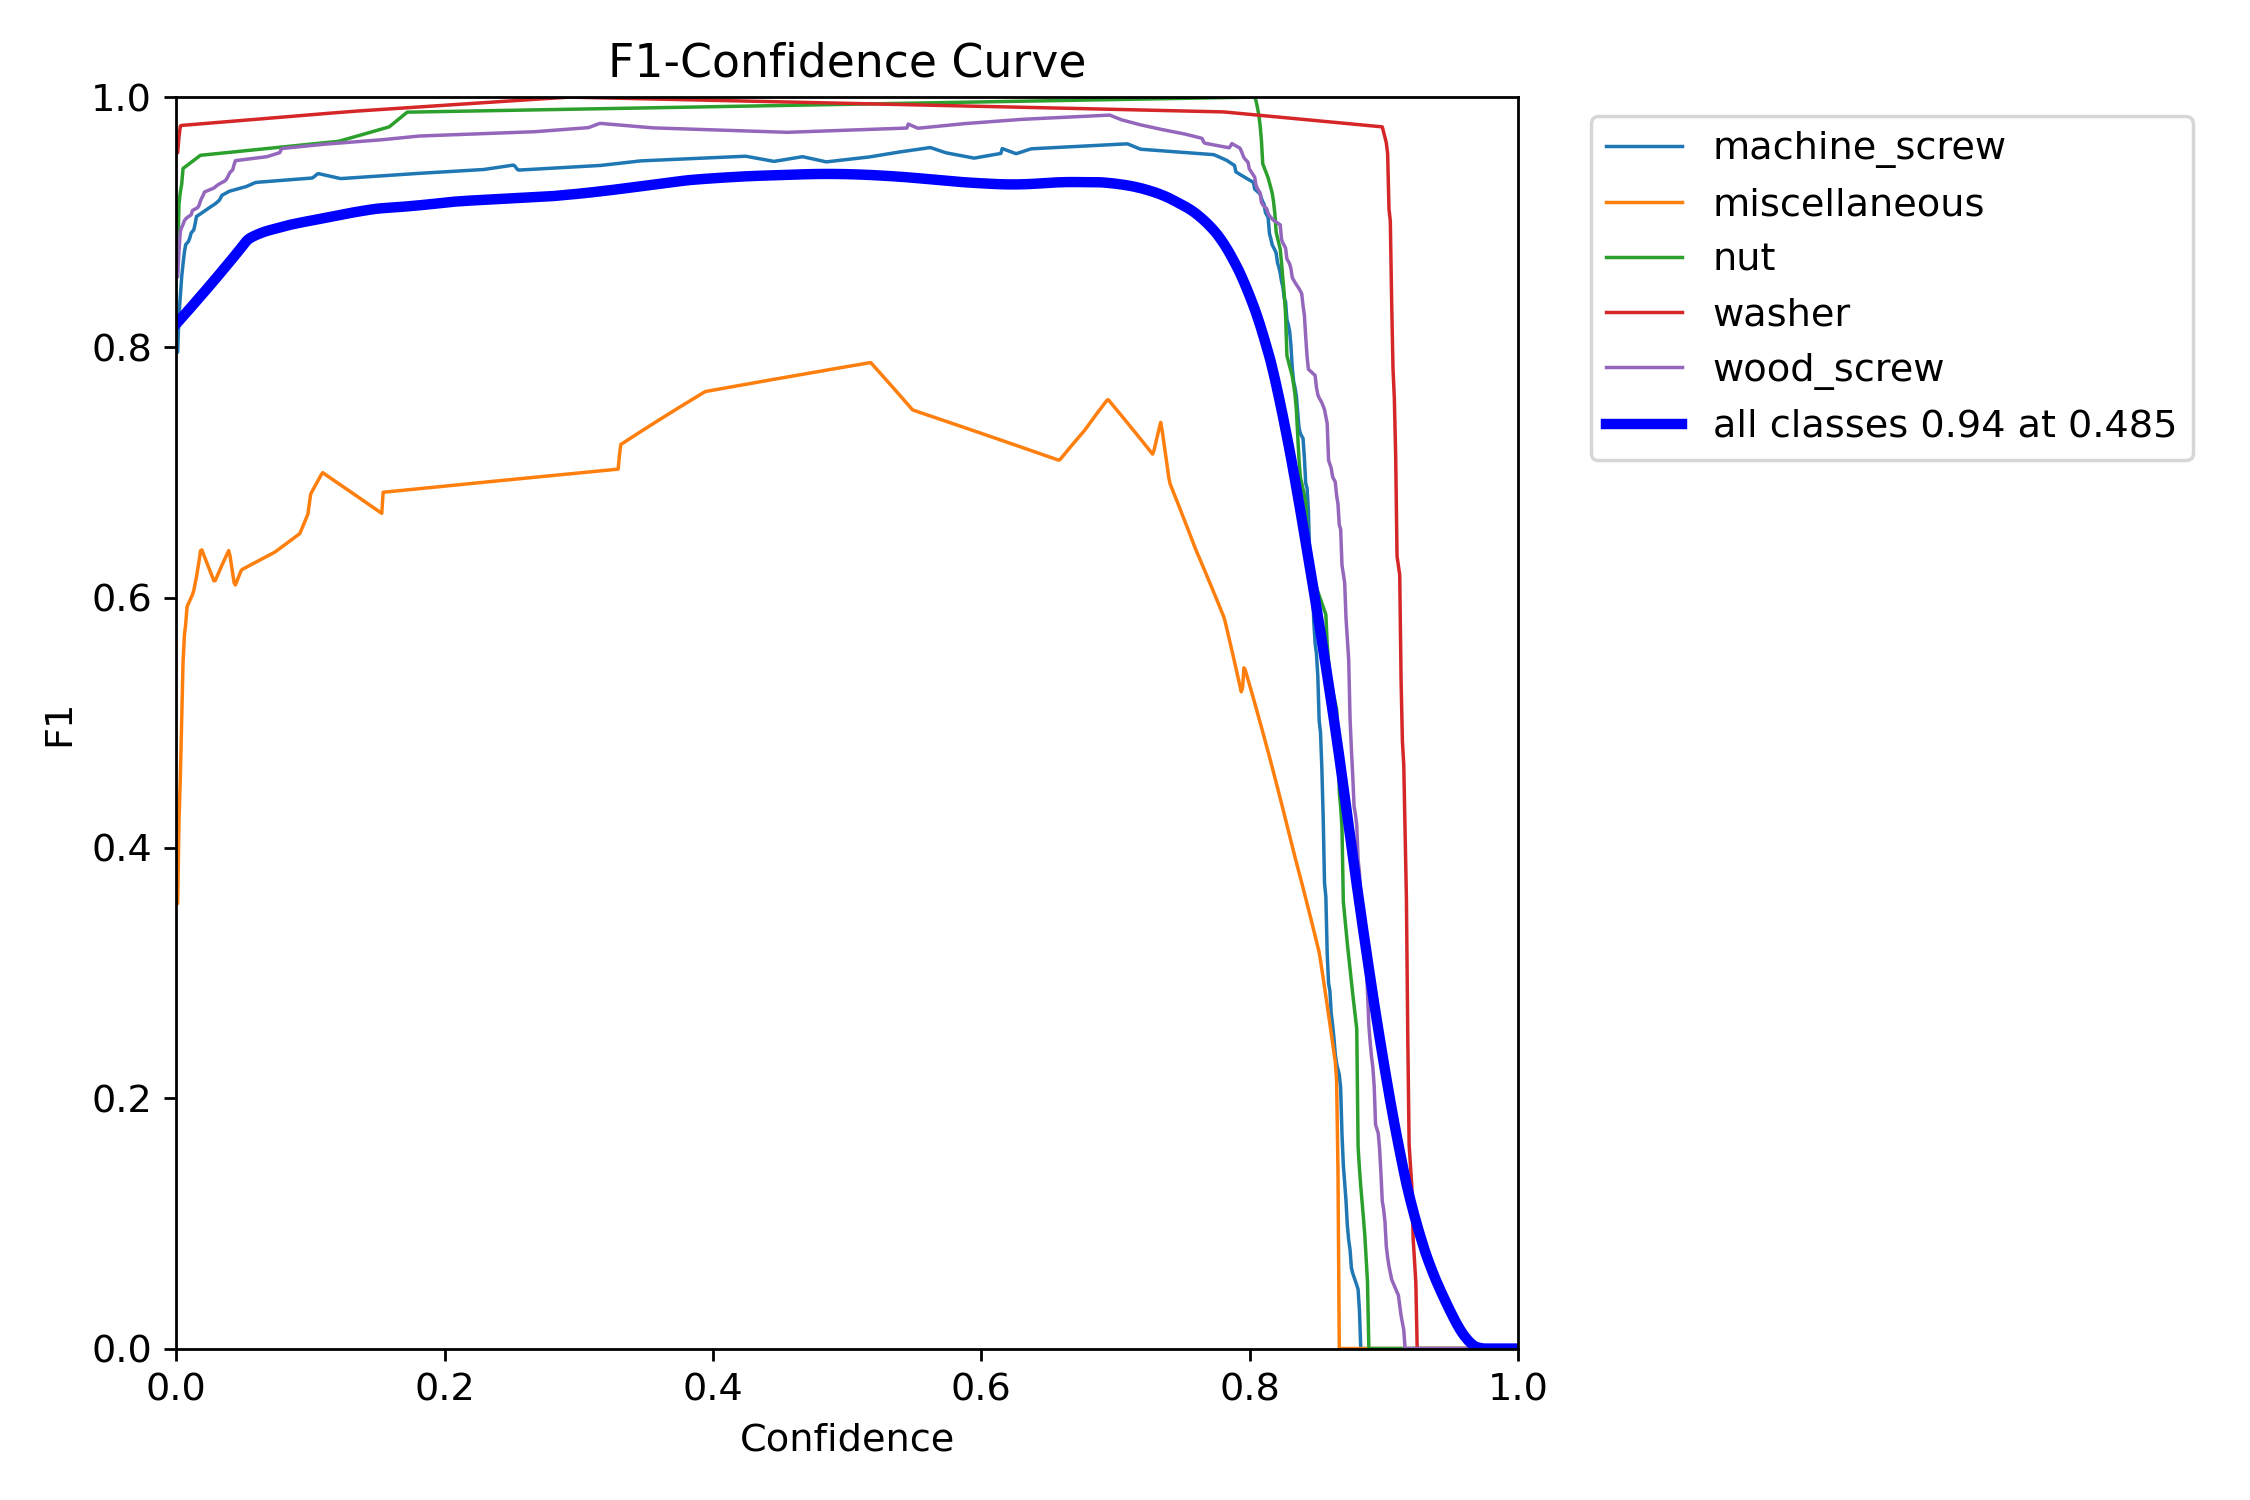 F1-Confidence Curve
1.0
0.8
0.6
0.4
0.2
0.0
F1
0.0 0.2 0.4 0.6 0.8 1.0
Confidence
machine_screw
miscellaneous
nut
washer
wood_screw
all classes 0.94 at 0.485